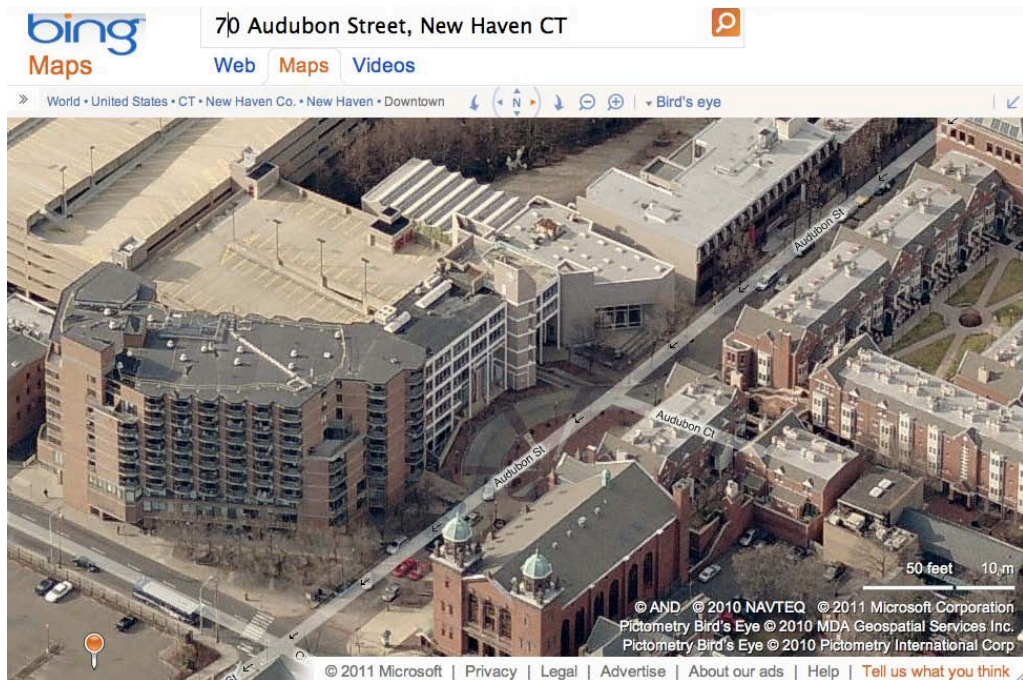 bing
Maps
70 Audubon Street, New Haven CT
Web Maps Videos
» World • United States • CT • New Haven Co. • New Haven • Downtown N Bird's eye
Audubon St
Audubon Ct
Audubon St
St
50 feet 10 m
© AND © 2010 NAVTEQ © 2011 Microsoft Corporation
Pictometry Bird's Eye © 2010 MDA Geospatial Services Inc.
Pictometry Bird's Eye © 2010 Pictometry International Corp
© 2011 Microsoft | Privacy | Legal | Advertise | About our ads | Help | Tell us what you think